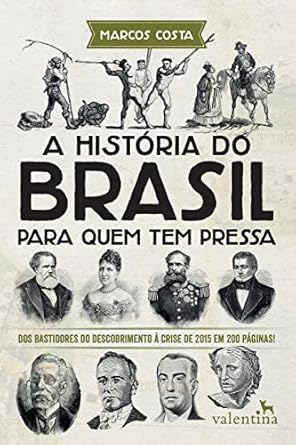 MARCOS COSTA
A HISTÓRIA DO
BRASIL
PARA QUEM TEM PRESSA
DOS BASTIDORES DO DESCOBRIMENTO À CRISE DE 2015 EM 200 PÁGINAS!
valentina